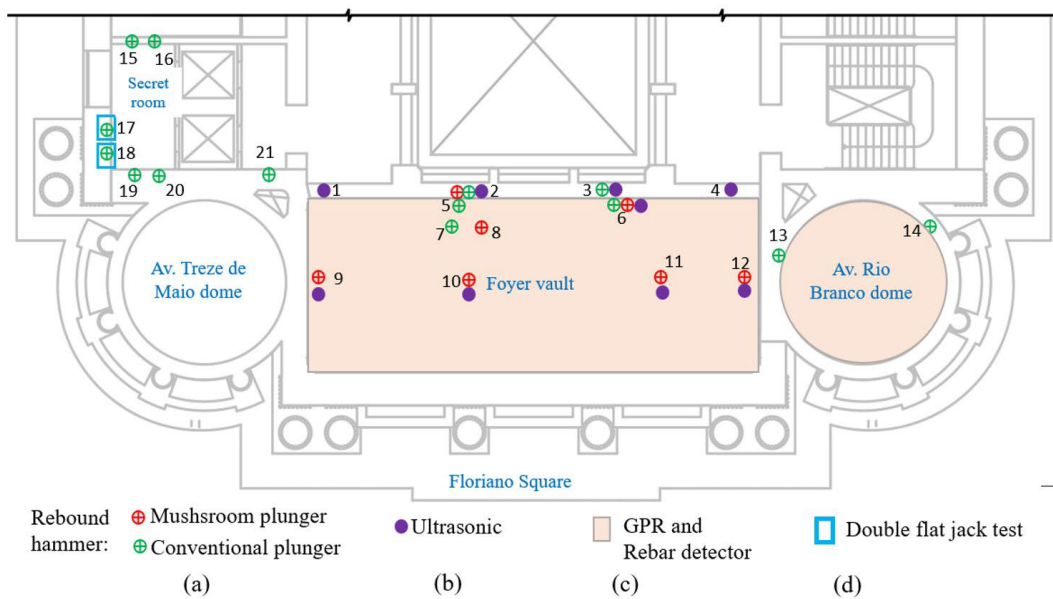 15 16
Secret
room
17
18
19 20
21
1
2
3
4
5
6
7
8
13
14
Av. Treze de
Maio dome
9
10
Foyer vault
11
12
Av. Rio
Branco dome
Floriano Square
Rebound
hammer:
Mushsroom plunger
Conventional plunger
Ultrasonic
GPR and
Rebar detector
Double flat jack test
(a) (b) (c) (d)